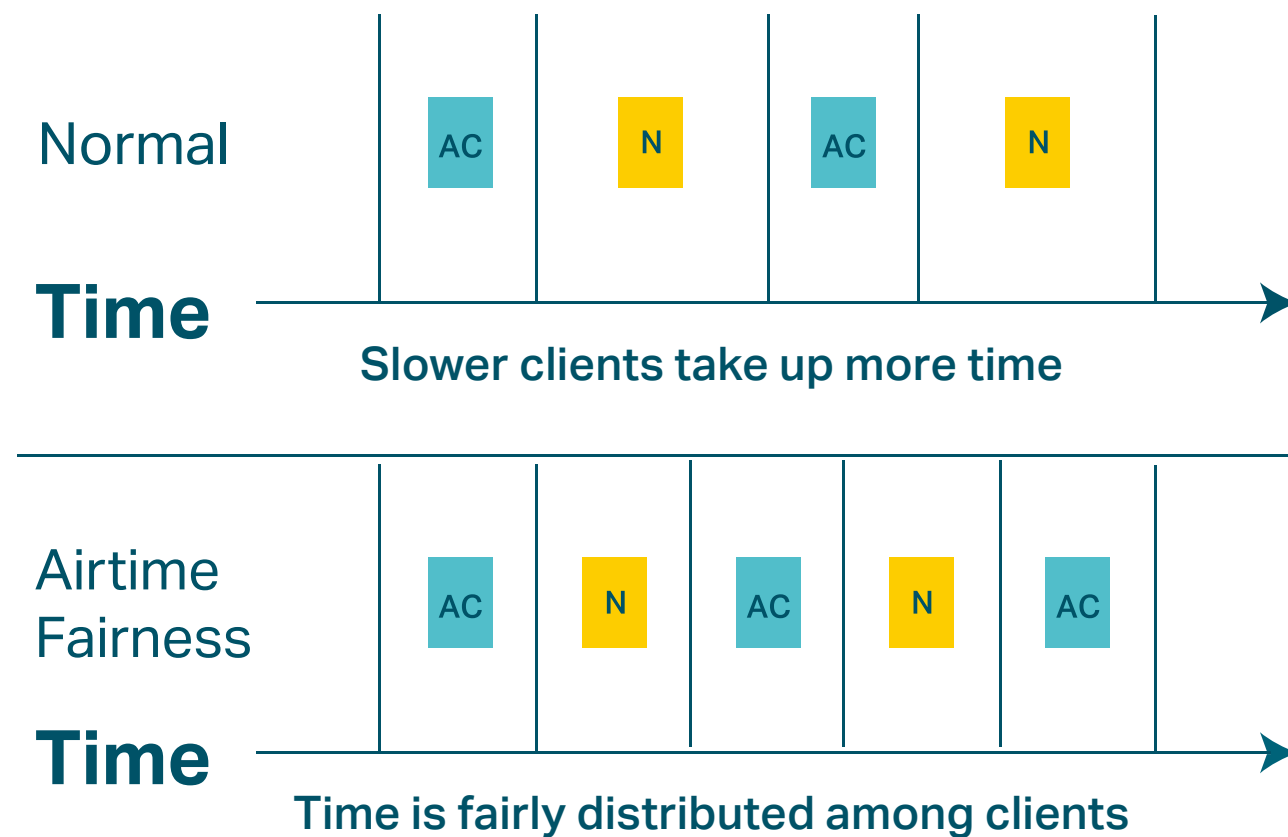 Normal
AC
N
AC
N
Time
Slower clients take up more time
Airtime
Fairness
AC
N
AC
N
AC
Time
Time is fairly distributed among clients